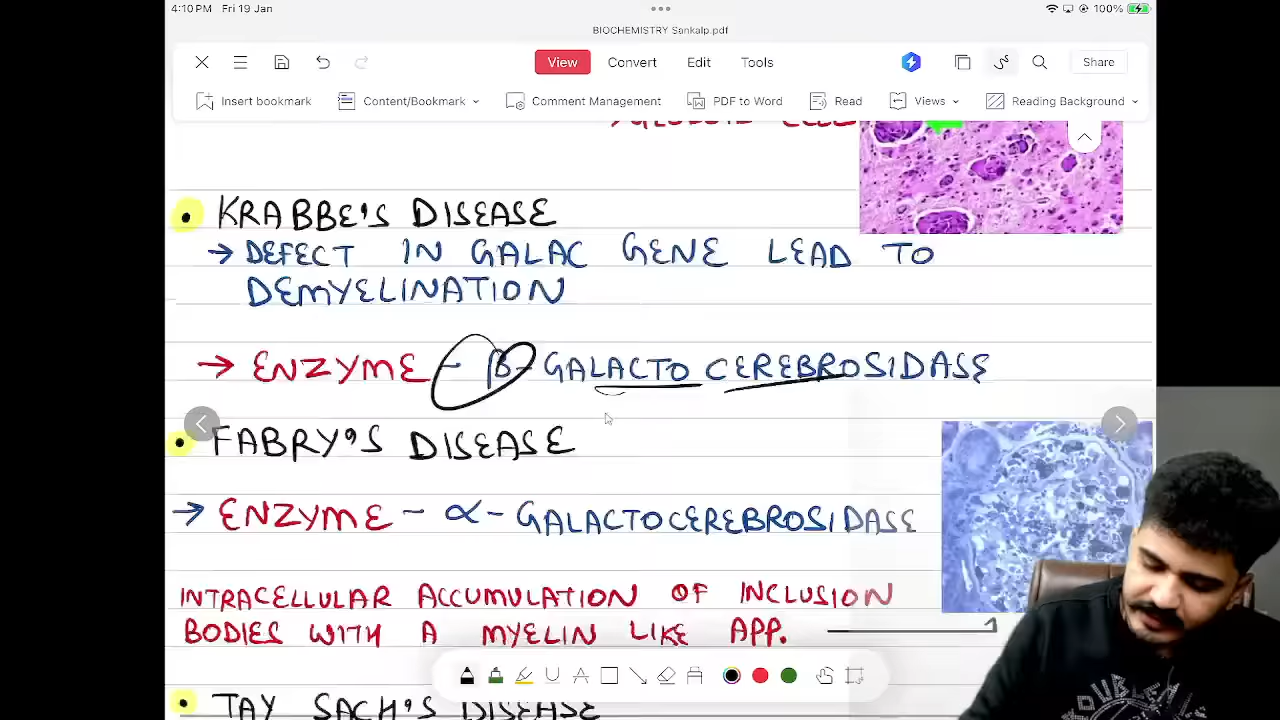 4:10 PM Fri 19 Jan
100%
BIOCHEMISTRY Sankalp.pdf
View Convert Edit Tools
Share
Insert bookmark Content/Bookmark Comment Management PDF to Word Read Views Reading Background
KRABBE'S DISEASE
→ DEFECT IN GALAC GENE LEAD TO
DEMYELINATION
→ ENZYME - β-GALACTO CEREBROSIDASE
FABRY'S DISEASE
→ ENZYME - α-GALACTOCEREBROSIDASE
INTRACELLULAR ACCUMULATION OF INCLUSION
BODIES WITH A MYELIN LIKE APP.
TAY SACH'S DISEASE